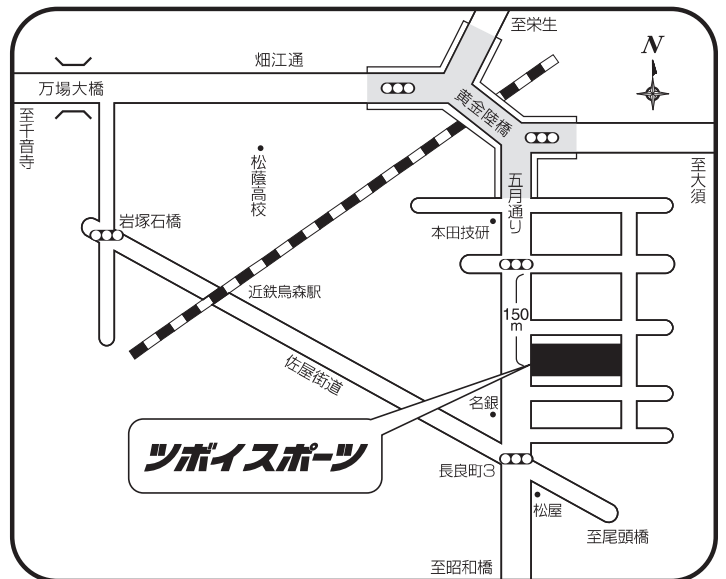 至栄生
畑江通
N
万場大橋
黄金陸橋
至千音寺
松蔭高校
至大須
五月通り
岩塚石橋
本田技研
近鉄烏森駅
150
m
佐屋街道
名銀
ツボイスポーツ
長良町3
松屋
至尾頭橋
至昭和橋